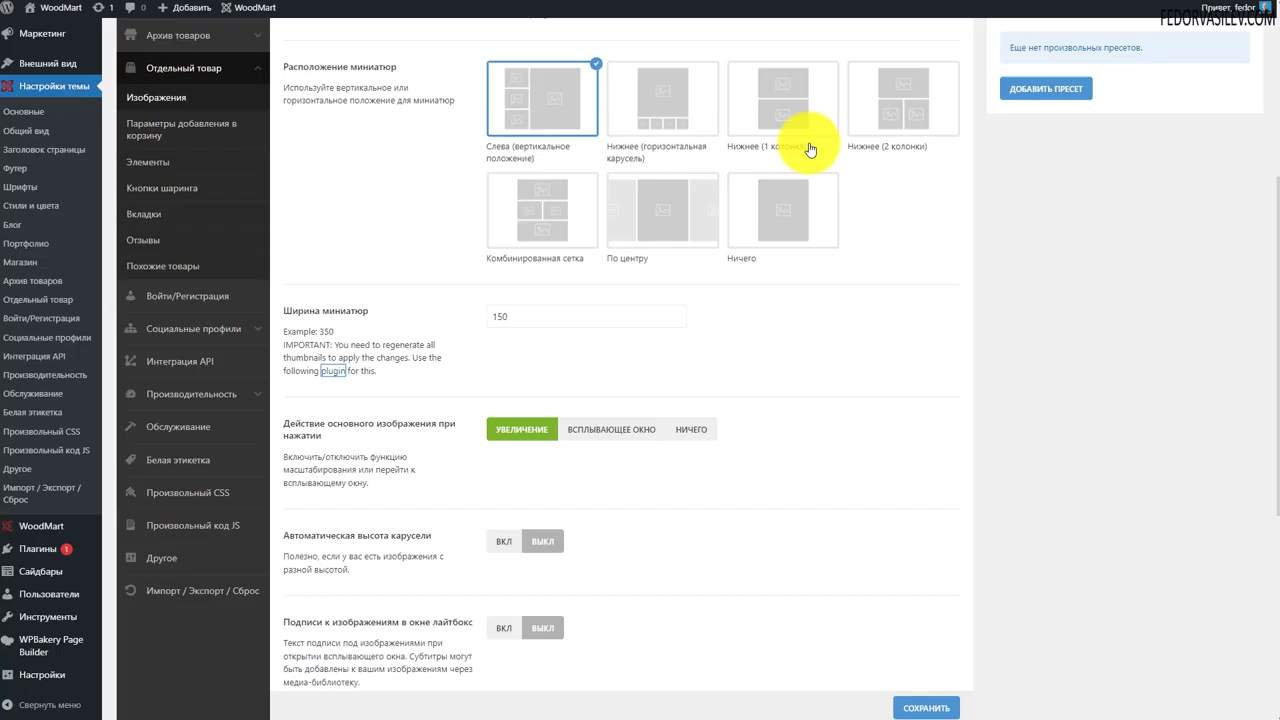 WoodMart
1
0
Добавить
WoodMart
Привет, fedor
FEDORVASILEV.COM
Маркетинг
Внешний вид
Настройки темы
Основные
Общий вид
Заголовок страницы
Футер
Шрифты
Стили и цвета
Блог
Портфолио
Магазин
Архив товаров
Отдельный товар
Войти/Регистрация
Социальные профили
Интеграция API
Производительность
Обслуживание
Белая этикетка
Произвольный CSS
Произвольный код JS
Другое
Импорт / Экспорт /
Сброс
WoodMart
Плагины 1
Сайдбары
Пользователи
Инструменты
WPBakery Page
Builder
Настройки
Свернуть меню
Архив товаров
Отдельный товар
Изображения
Параметры добавления в
корзину
Элементы
Кнопки шаринга
Вкладки
Отзывы
Похожие товары
Войти/Регистрация
Социальные профили
Интеграция API
Производительность
Обслуживание
Белая этикетка
Произвольный CSS
Произвольный код JS
Другое
Импорт / Экспорт / Сброс
Расположение миниатюр
Используйте вертикальное или
горизонтальное положение для миниатюр
Слева (вертикальное
положение)
Нижнее (горизонтальная
карусель)
Нижнее (1 колонка)
Нижнее (2 колонки)
Комбинированная сетка
По центру
Ничего
Ширина миниатюр
Example: 350
IMPORTANT: You need to regenerate all
thumbnails to apply the changes. Use the
following plugin for this.
150
Действие основного изображения при
нажатии
Включить/отключить функцию
масштабирования или перейти к
всплывающему окну.
УВЕЛИЧЕНИЕ
ВСПЛЫВАЮЩЕЕ ОКНО
НИЧЕГО
Автоматическая высота карусели
Полезно, если у вас есть изображения с
разной высотой.
ВКЛ
ВЫКЛ
Подписи к изображениям в окне лайтбокс
Текст подписи под изображениями при
открытии всплывающего окна. Субтитры могут
быть добавлены к вашим изображениям через
медиа-библиотеку.
ВКЛ
ВЫКЛ
СОХРАНИТЬ
Еще нет произвольных пресетов.
ДОБАВИТЬ ПРЕСЕТ